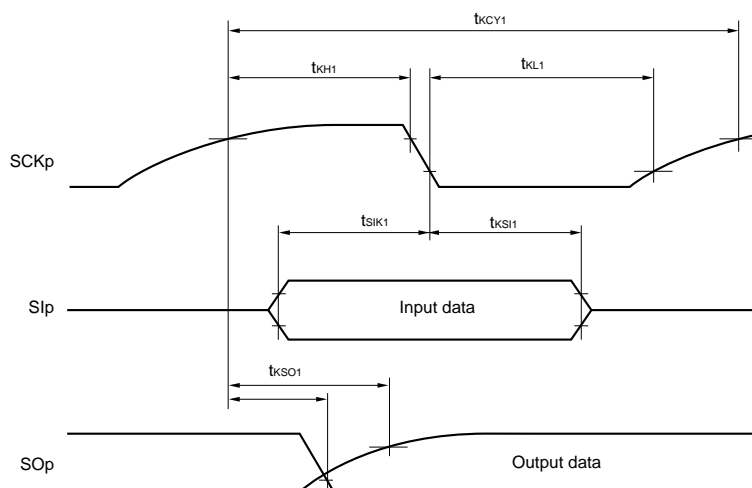 tKCY1
tKH1
tKL1
SCKp
tSIK1
tKSI1
SIp
Input data
tKSO1
SOp
Output data